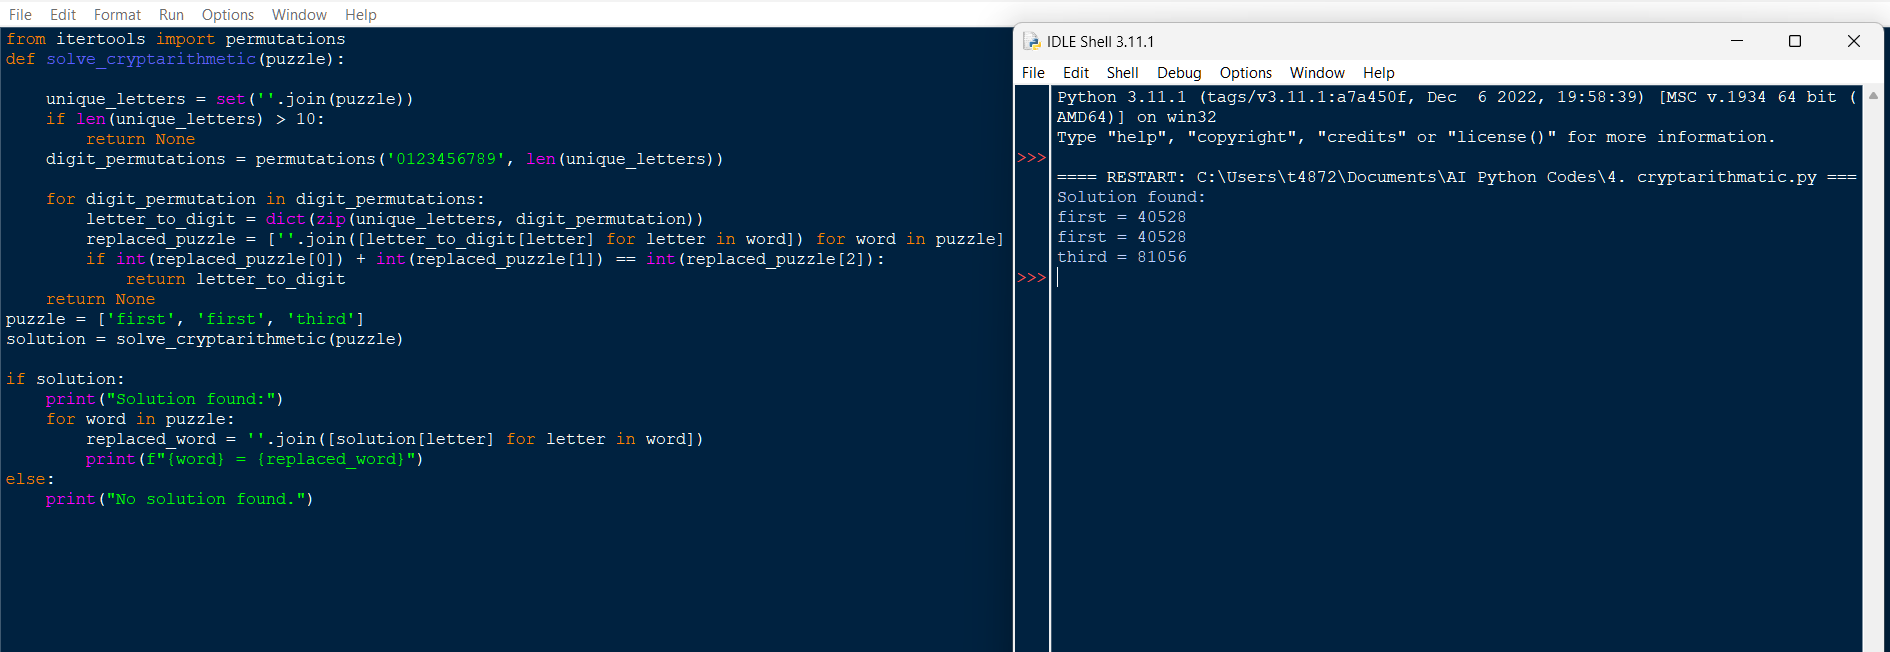 File Edit Format Run Options Window Help
from itertools import permutations
def solve_cryptarithmetic(puzzle):
    unique_letters = set(''.join(puzzle))
    if len(unique_letters) > 10:
        return None
    digit_permutations = permutations('0123456789', len(unique_letters))
    for digit_permutation in digit_permutations:
        letter_to_digit = dict(zip(unique_letters, digit_permutation))
        replaced_puzzle = [''.join([letter_to_digit[letter] for letter in word]) for word in puzzle]
        if int(replaced_puzzle[0]) + int(replaced_puzzle[1]) == int(replaced_puzzle[2]):
            return letter_to_digit
    return None
puzzle = ['first', 'first', 'third']
solution = solve_cryptarithmetic(puzzle)
if solution:
    print("Solution found:")
    for word in puzzle:
        replaced_word = ''.join([solution[letter] for letter in word])
        print(f"{word} = {replaced_word}")
else:
    print("No solution found.")
IDLE Shell 3.11.1
File Edit Shell Debug Options Window Help
Python 3.11.1 (tags/v3.11.1:a7a450f, Dec  6 2022, 19:58:39) [MSC v.1934 64 bit (
AMD64)] on win32
Type "help", "copyright", "credits" or "license()" for more information.
>>>
==== RESTART: C:\Users\t4872\Documents\AI Python Codes\4. cryptarithmatic.py ===
Solution found:
first = 40528
first = 40528
third = 81056
>>>